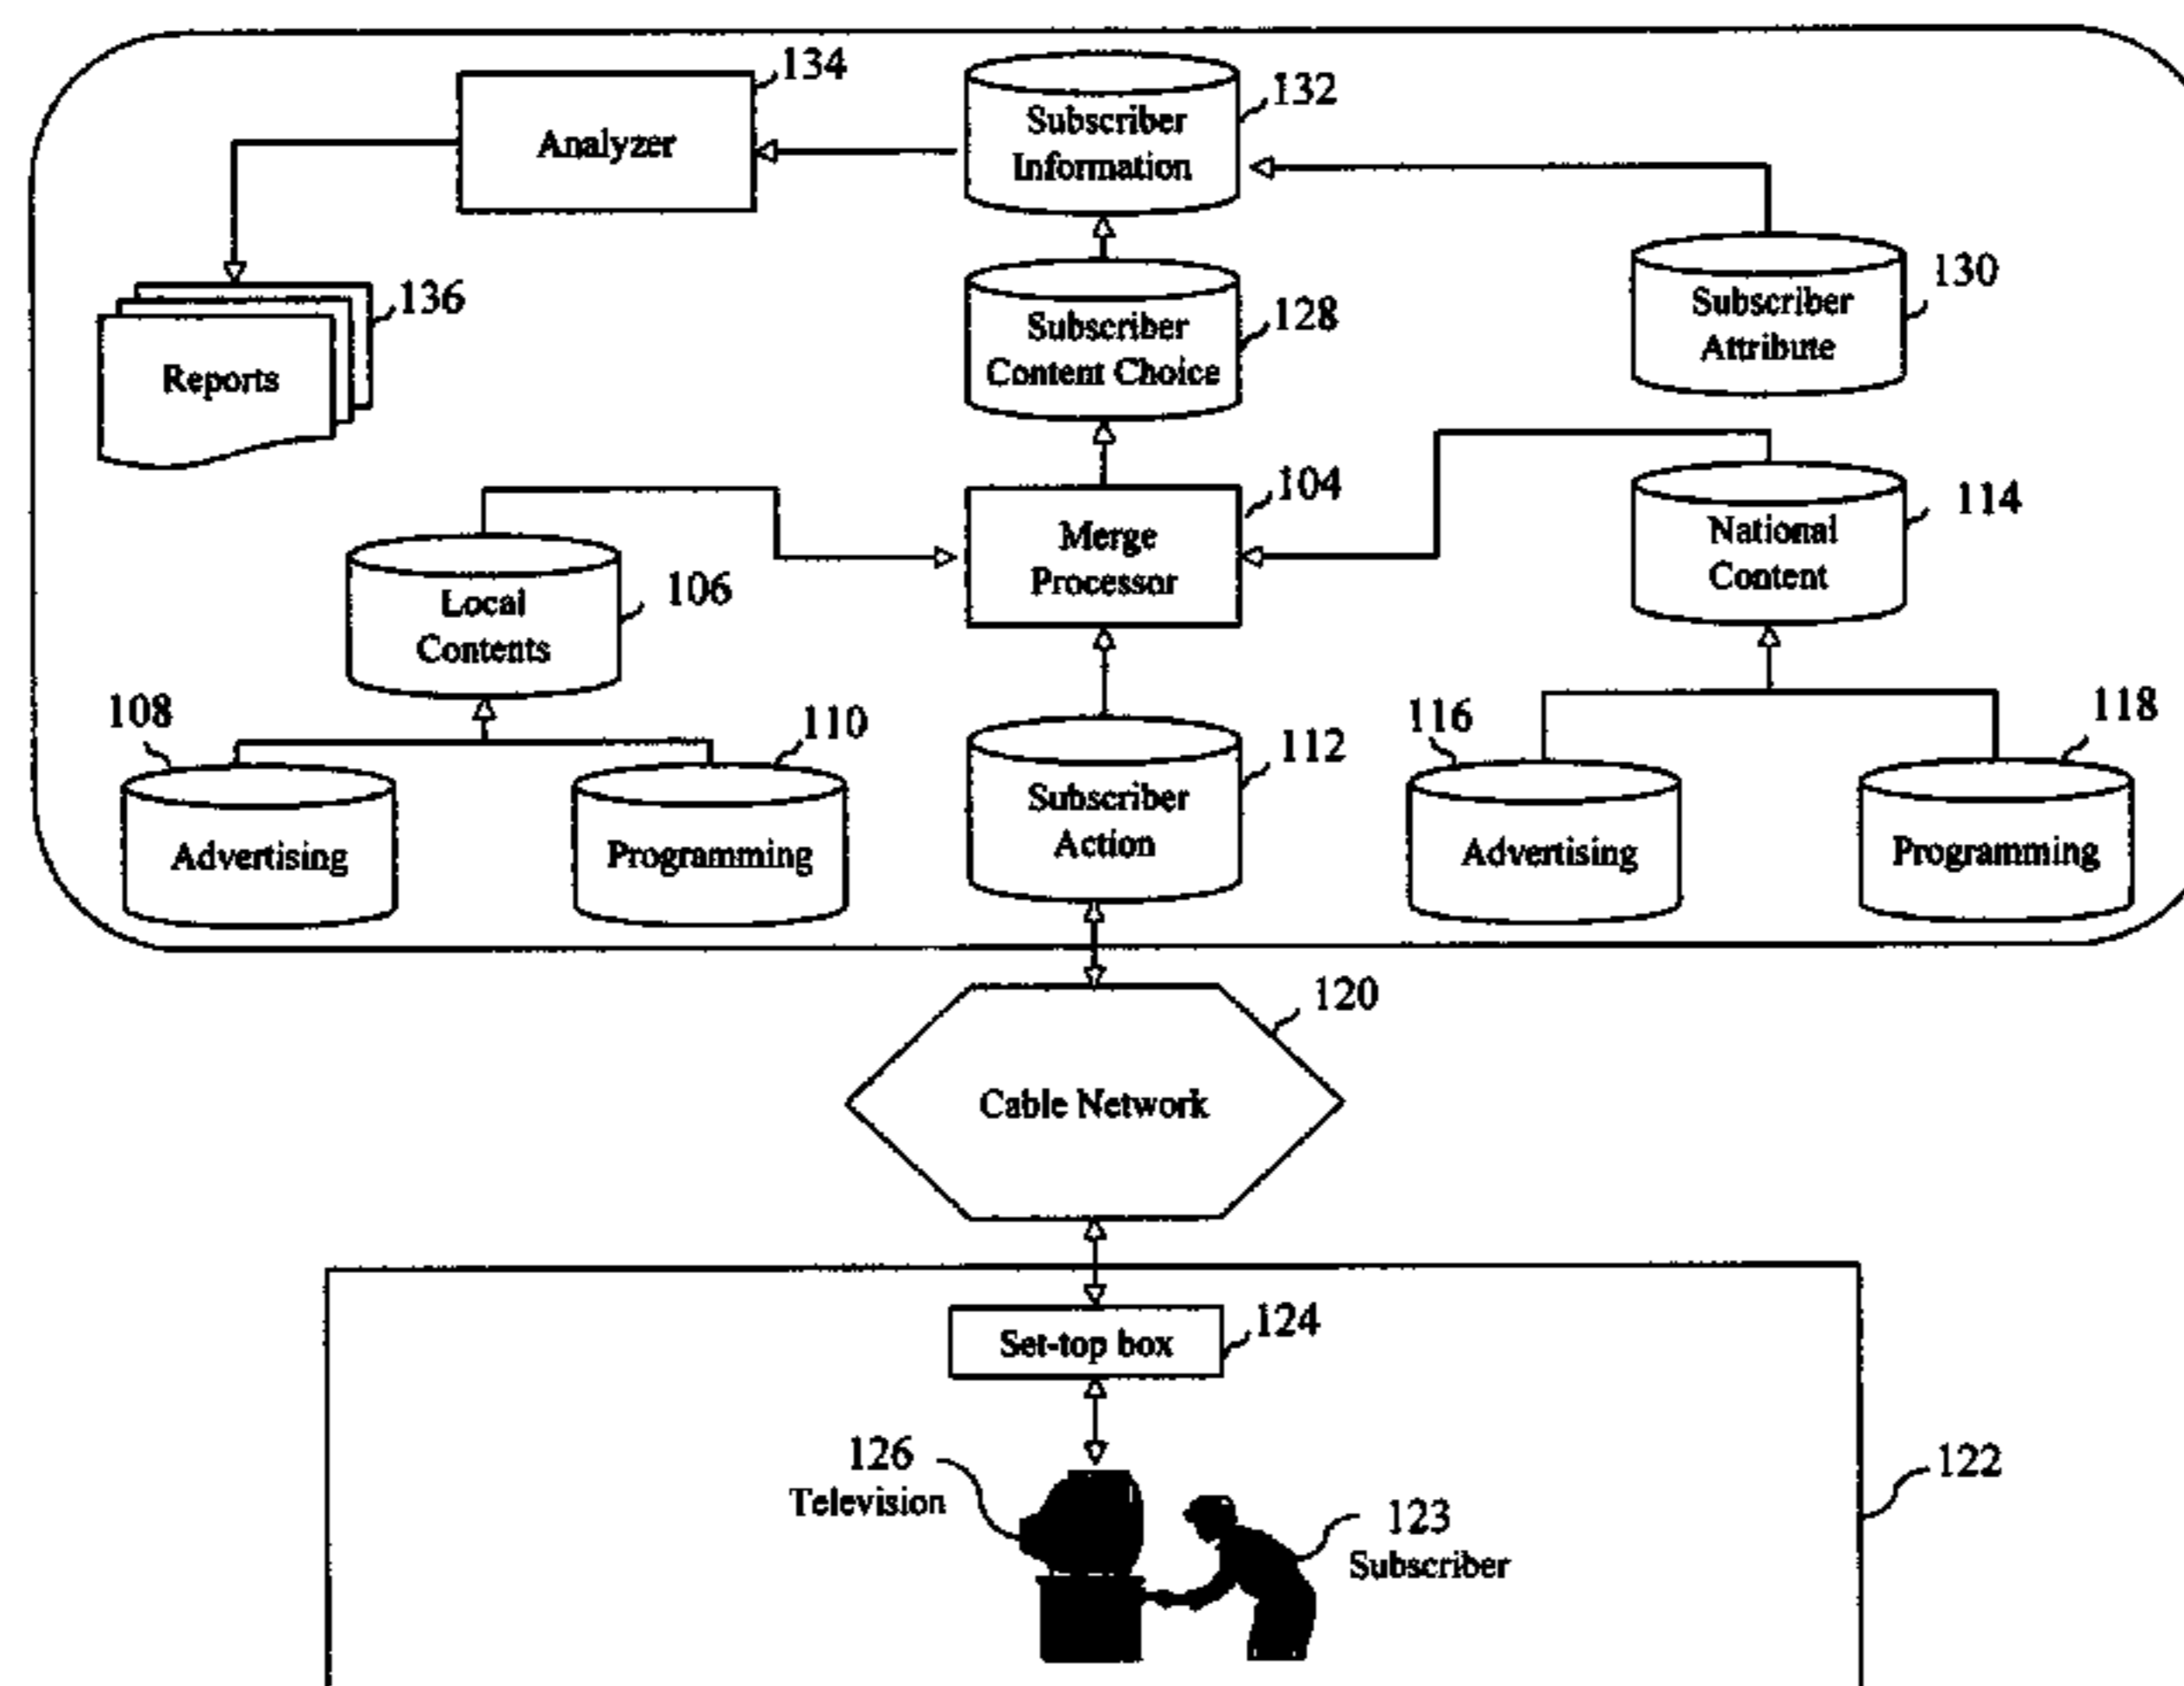 134
Analyzer
132
Subscriber
Information
130
Subscriber
Attribute
136
Reports
128
Subscriber
Content Choice
104
Merge
Processor
114
National
Content
106
Local
Contents
108
Advertising
110
Programming
112
Subscriber
Action
116
Advertising
118
Programming
120
Cable Network
Set-top box
124
126
Television
123
Subscriber
122